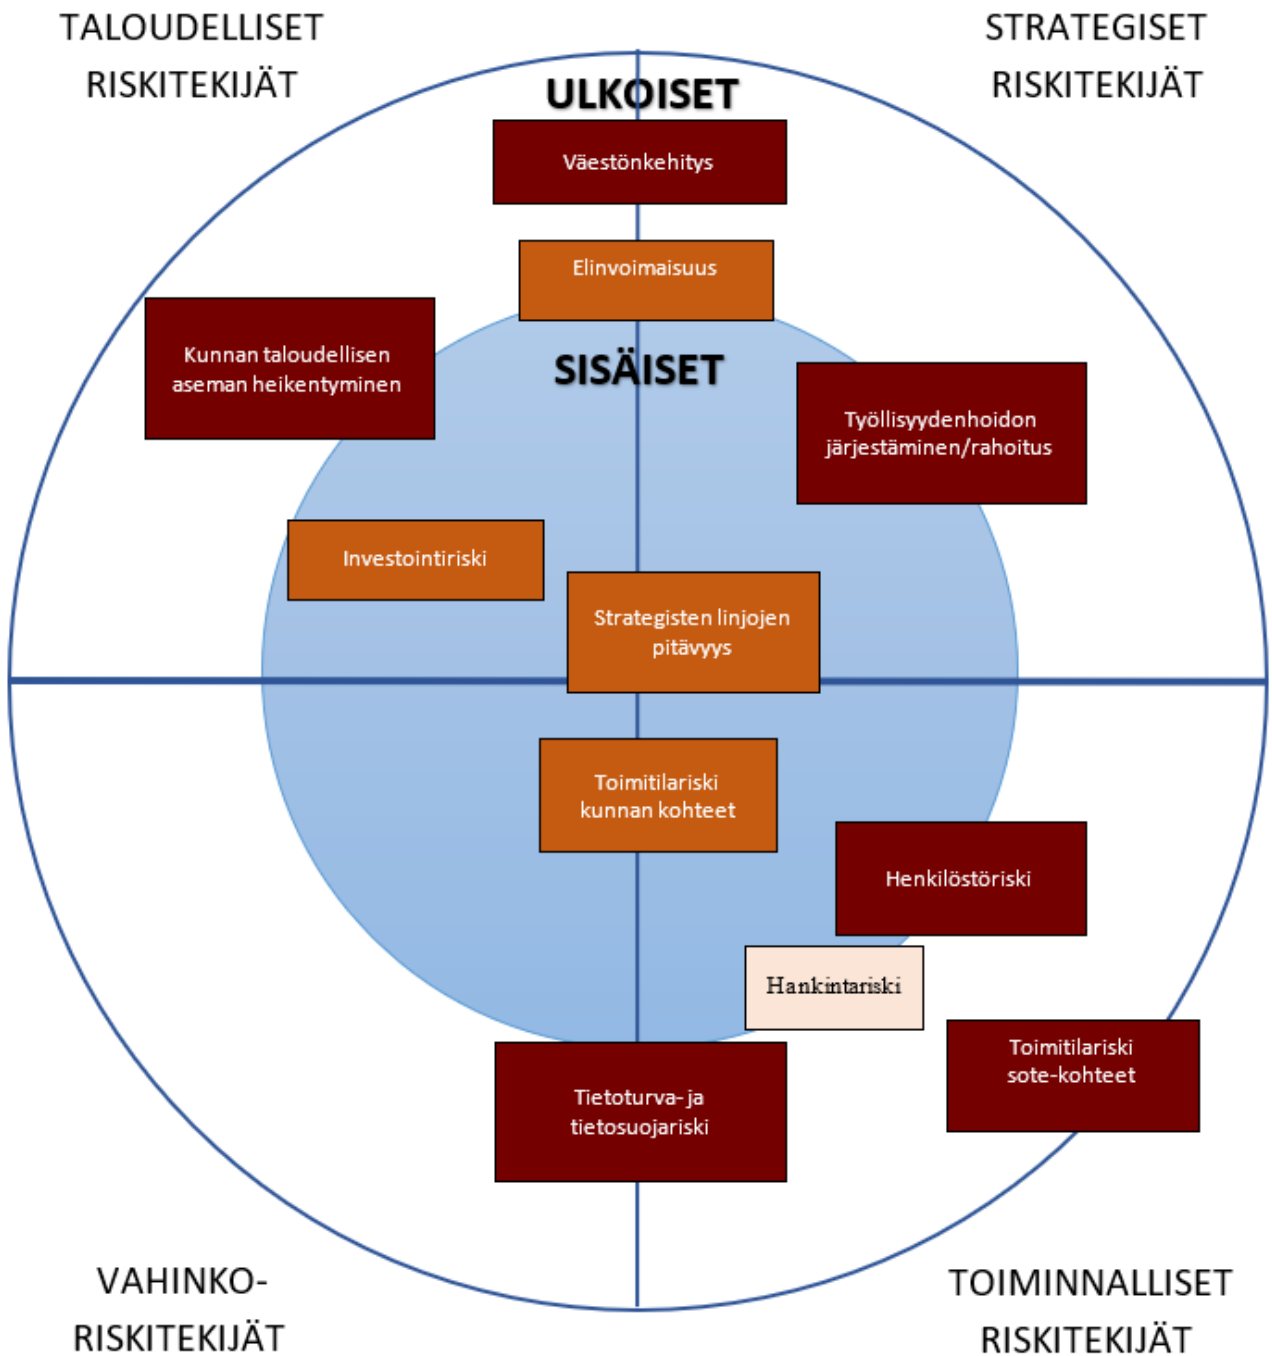 TALOUDELLISET
RISKITEKIJÄT
STRATEGISET
RISKITEKIJÄT
ULKOISET
Väestönkehitys
Elinvoimaisuus
Kunnan taloudellisen
aseman heikentyminen
SISÄISET
Työllisyydenhoidon
järjestäminen/rahoitus
Investointiriski
Strategisten linjojen
pitävyys
Toimitilariski
kunnan kohteet
Henkilöstöriski
Hankintariski
Toimitilariski
sote-kohteet
Tietoturva- ja
tietosuojariski
VAHINKO-
RISKITEKIJÄT
TOIMINNALLISET
RISKITEKIJÄT